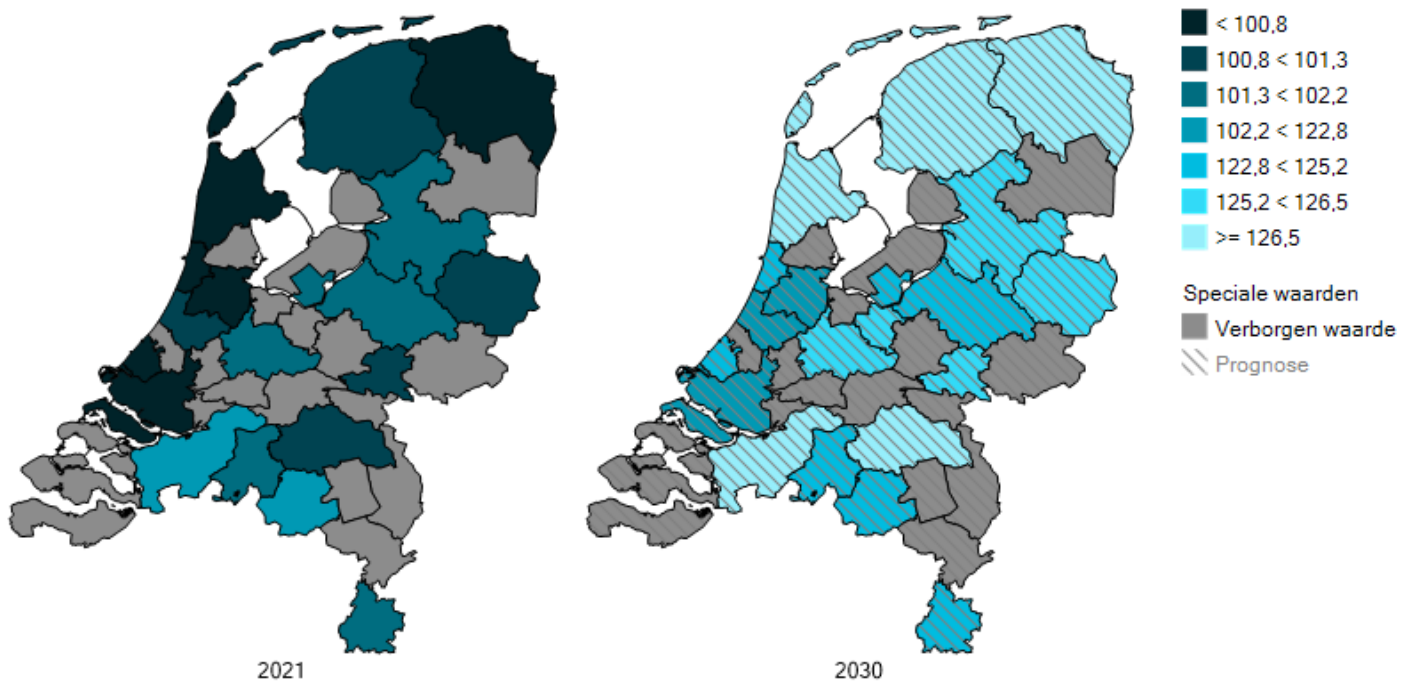 < 100,8
100,8 < 101,3
101,3 < 102,2
102,2 < 122,8
122,8 < 125,2
125,2 < 126,5
>= 126,5
Speciale waarden
Verborgen waarde
Prognose
2021
2030